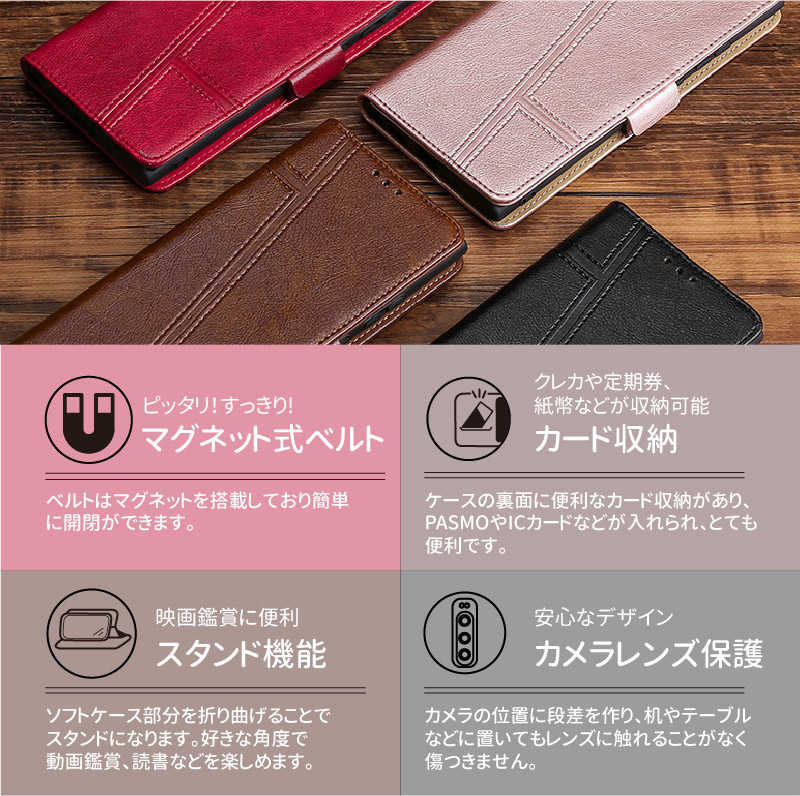 ピッタリ！すっきり！
マグネット式ベルト
ベルトはマグネットを搭載しており簡単
に開閉ができます。
クレカや定期券、
紙幣などが収納可能
カード収納
ケースの裏面に便利なカード収納があり、
PASMOやICカードなどが入れられ、とても
便利です。
映画鑑賞に便利
スタンド機能
ソフトケース部分を折り曲げることで
スタンドになります。好きな角度で
動画鑑賞、読書などを楽しめます。
安心なデザイン
カメラレンズ保護
カメラの位置に段差を作り、机やテーブル
などに置いてもレンズに触れることがなく
傷つきません。